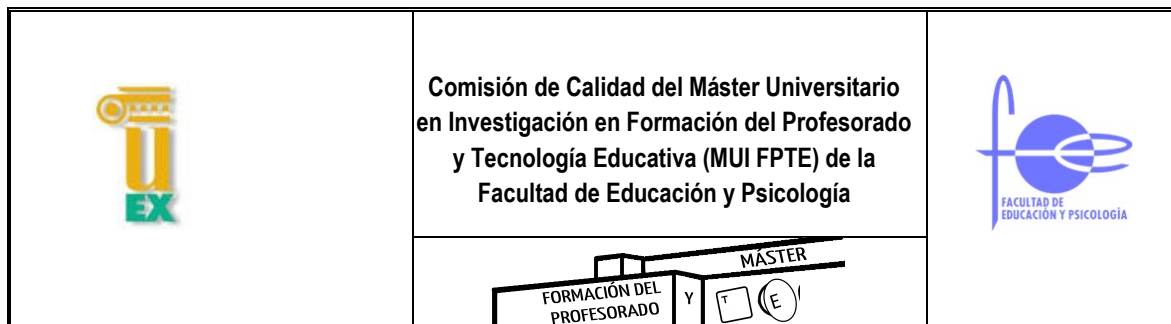 UEX
Comisión de Calidad del Máster Universitario
en Investigación en Formación del Profesorado
y Tecnología Educativa (MUI FPTE) de la
Facultad de Educación y Psicología
FACULTAD DE
EDUCACIÓN Y PSICOLOGÍA
MÁSTER
FORMACIÓN DEL
PROFESORADO
Y
T
E